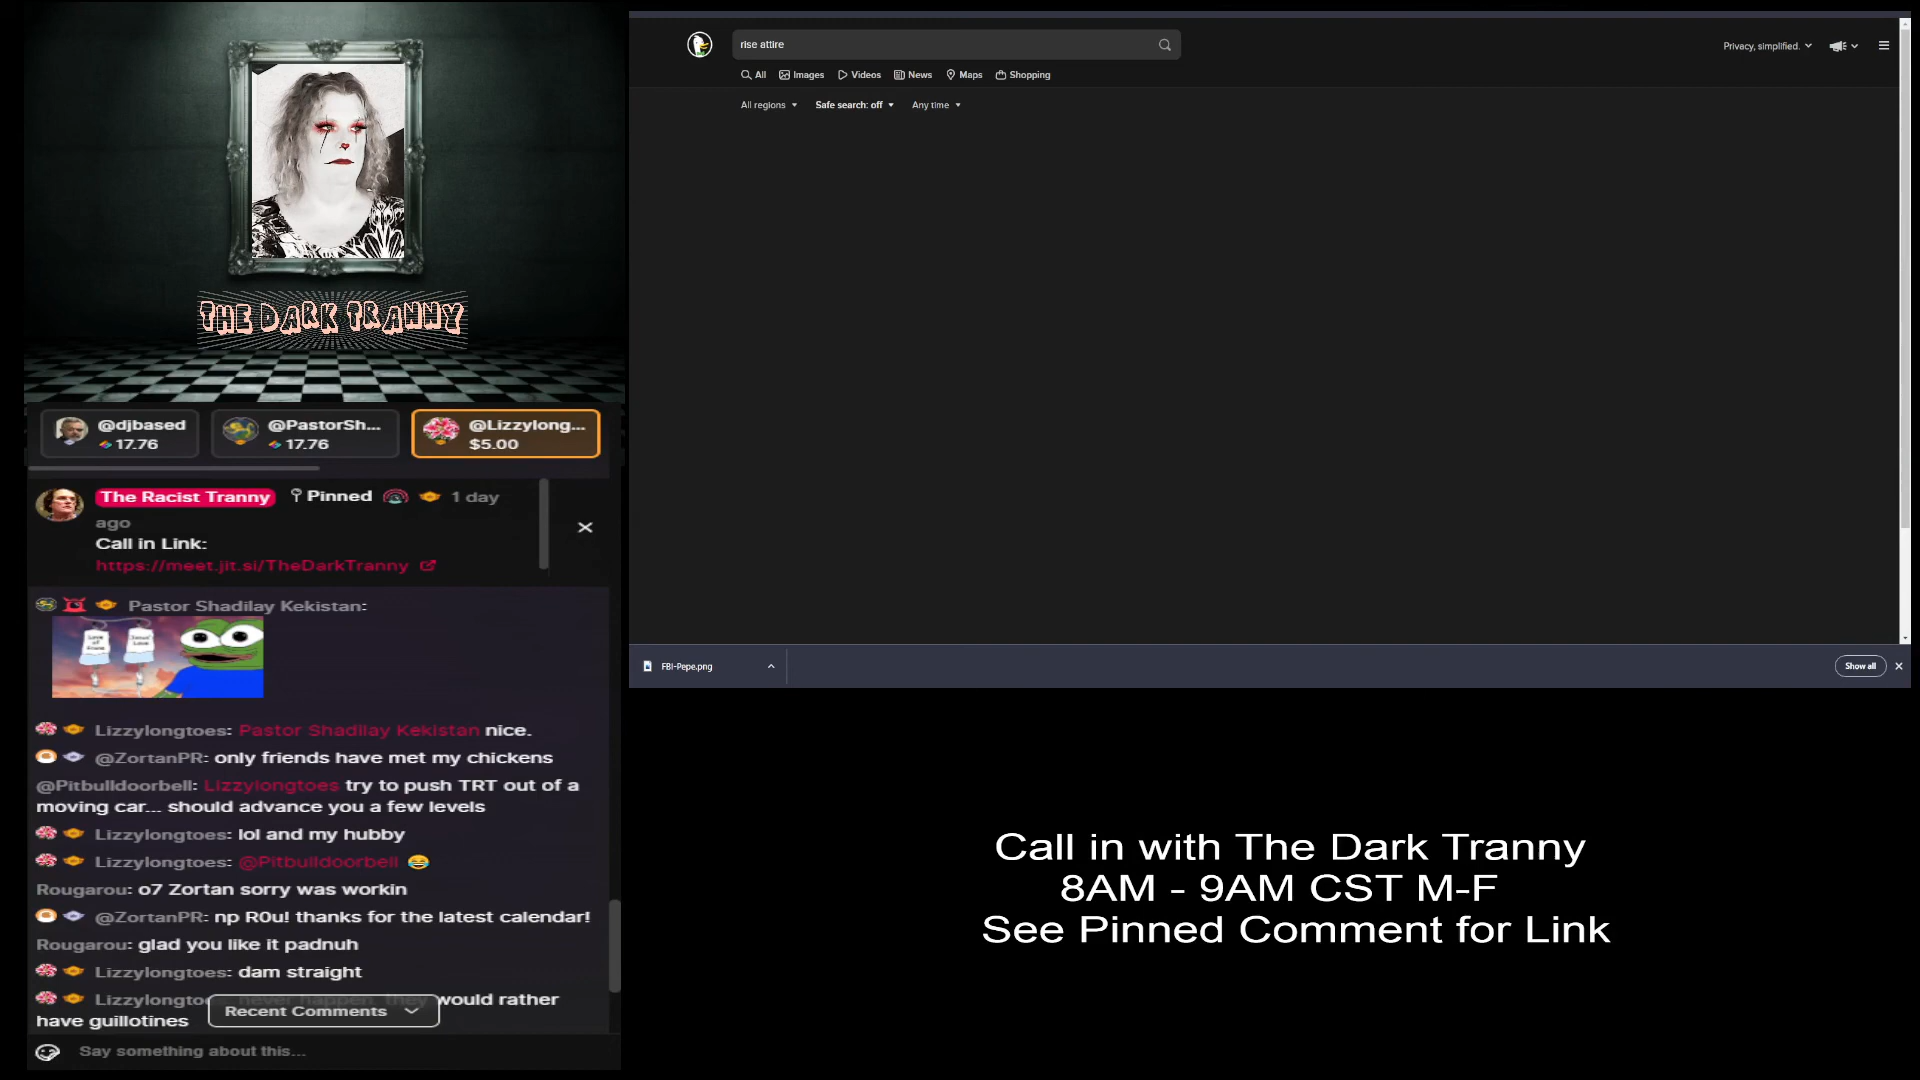 THE DARK TRANNY
@djbased
17.76
@PastorSh...
17.76
@Lizzylong...
$5.00
The Racist Tranny Pinned 1 day
ago
Call in Link:
https://meet.jit.si/TheDarkTranny
Pastor Shadilay Kekistan:
Lizzylongtoes: Pastor Shadilay Kekistan nice.
@ZortanPR: only friends have met my chickens
@Pitbulldoorbell: Lizzylongtoes try to push TRT out of a
moving car... should advance you a few levels
Lizzylongtoes: lol and my hubby
Lizzylongtoes: @Pitbulldoorbell 😂
Rougarou: o7 Zortan sorry was workin
@ZortanPR: np R0u! thanks for the latest calendar!
Rougarou: glad you like it padnuh
Lizzylongtoes: dam straight
Lizzylongtoe never happen they would rather
have guillotines
Recent Comments
Say something about this...
rise attire
Privacy, simplified.
All Images Videos News Maps Shopping
All regions Safe search: off Any time
FBI-Pepe.png
Show all
Call in with The Dark Tranny
8AM - 9AM CST M-F
See Pinned Comment for Link